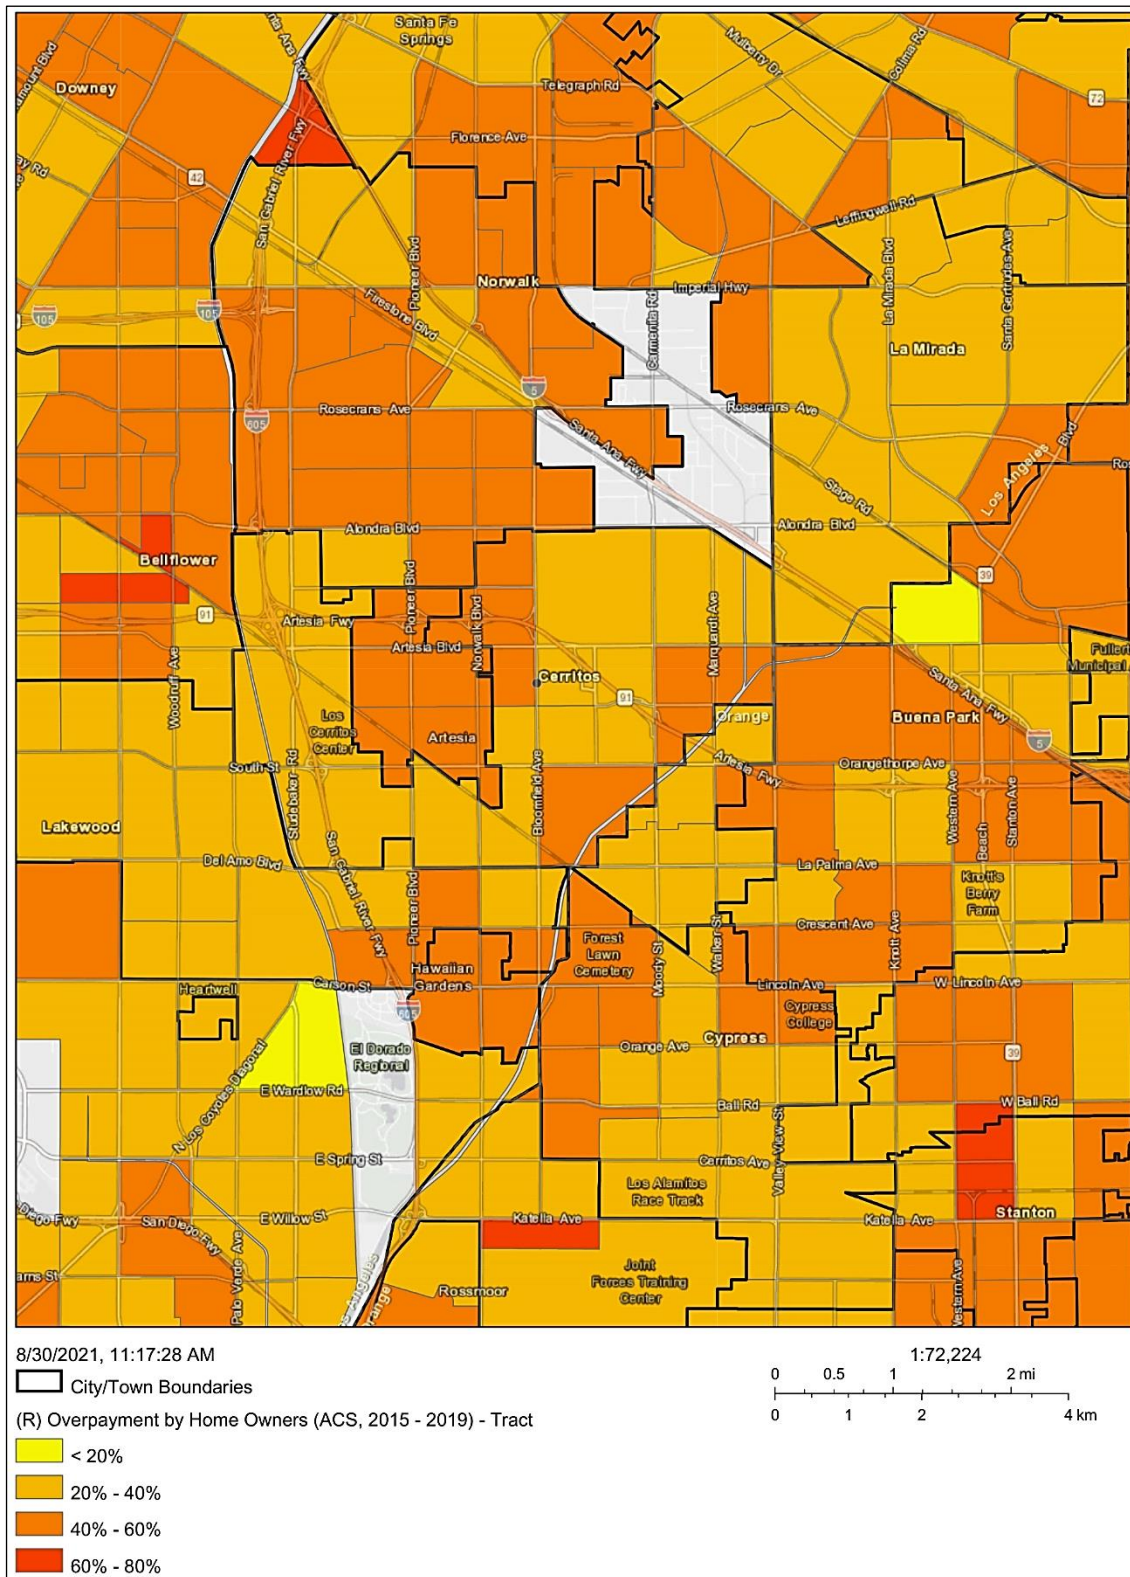 Santa Fe
Springs
Santa Ana Fwy
Mulberry Dr
Colima Rd
Downey
Telegraph Rd
72
Florence Ave
San Gabriel River Fwy
42
Leffingwell Rd
Pioneer Blvd
Norwalk
Imperial Hwy
La Mirada Blvd
Santa Gertrudes Ave
Firestone Blvd
Carmenita Rd
105
105
La Mirada
5
Rosecrans Ave
Rosecrans Ave
605
Santa Ana Fwy
Los Angeles
Blvd
Stage Rd
Alondra Blvd
Alondra Blvd
Bellflower
39
91
Artesia Fwy
Pioneer Blvd
Norwalk Blvd
Marquardt Ave
Artesia Blvd
Woodruff Ave
Cerritos
91
Santa Ana Fwy
Los
Cerritos
Center
Orange
Buena Park
Artesia
5
South St
Studebaker Rd
Bloomfield Ave
Artesia Fwy
Orangethorpe Ave
Western Ave
Beach
Stanton Ave
Lakewood
San Gabriel River Fwy
Del Amo Blvd
La Palma Ave
Knott's
Berry
Farm
Pioneer Blvd
Crescent Ave
Forest
Lawn
Cemetery
Moody St
Walker St
Knott Ave
Hawaiian
Gardens
Carson St
Heartwell
Lincoln Ave
W Lincoln Ave
605
Cypress
College
Cypress
El Dorado
Regional
Orange Ave
39
N Los Coyotes Diagonal
E Wardlow Rd
Ball Rd
W Ball Rd
Valley View St
E Spring St
Cerritos Ave
Los Alamitos
Race Track
E Willow St
San Diego Fwy
Katella Ave
Katella Ave
Stanton
Palo Verde Ave
Joint
Forces Training
Center
Rossmoor
Western Ave
8/30/2021, 11:17:28 AM
City/Town Boundaries
(R) Overpayment by Home Owners (ACS, 2015 - 2019) - Tract
< 20%
20% - 40%
40% - 60%
60% - 80%
1:72,224
0 0.5 1 2 mi
0 1 2 4 km